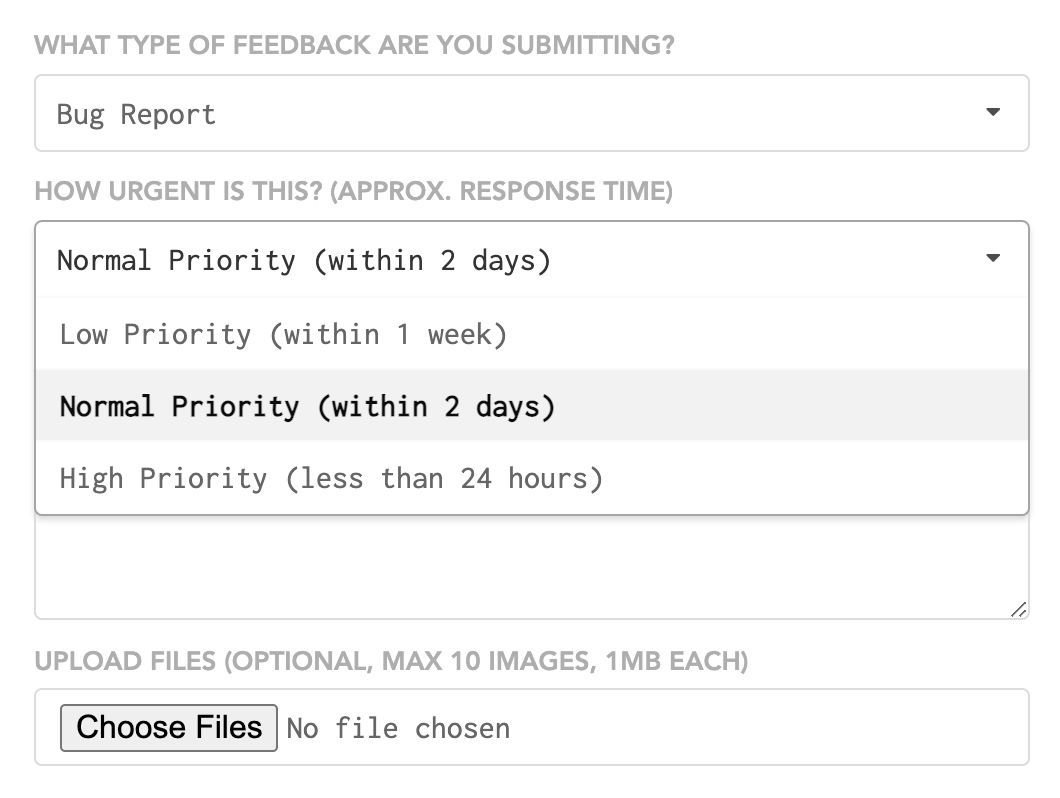 WHAT TYPE OF FEEDBACK ARE YOU SUBMITTING?
Bug Report
HOW URGENT IS THIS? (APPROX. RESPONSE TIME)
Normal Priority (within 2 days)
Low Priority (within 1 week)
Normal Priority (within 2 days)
High Priority (less than 24 hours)
UPLOAD FILES (OPTIONAL, MAX 10 IMAGES, 1MB EACH)
Choose Files No file chosen